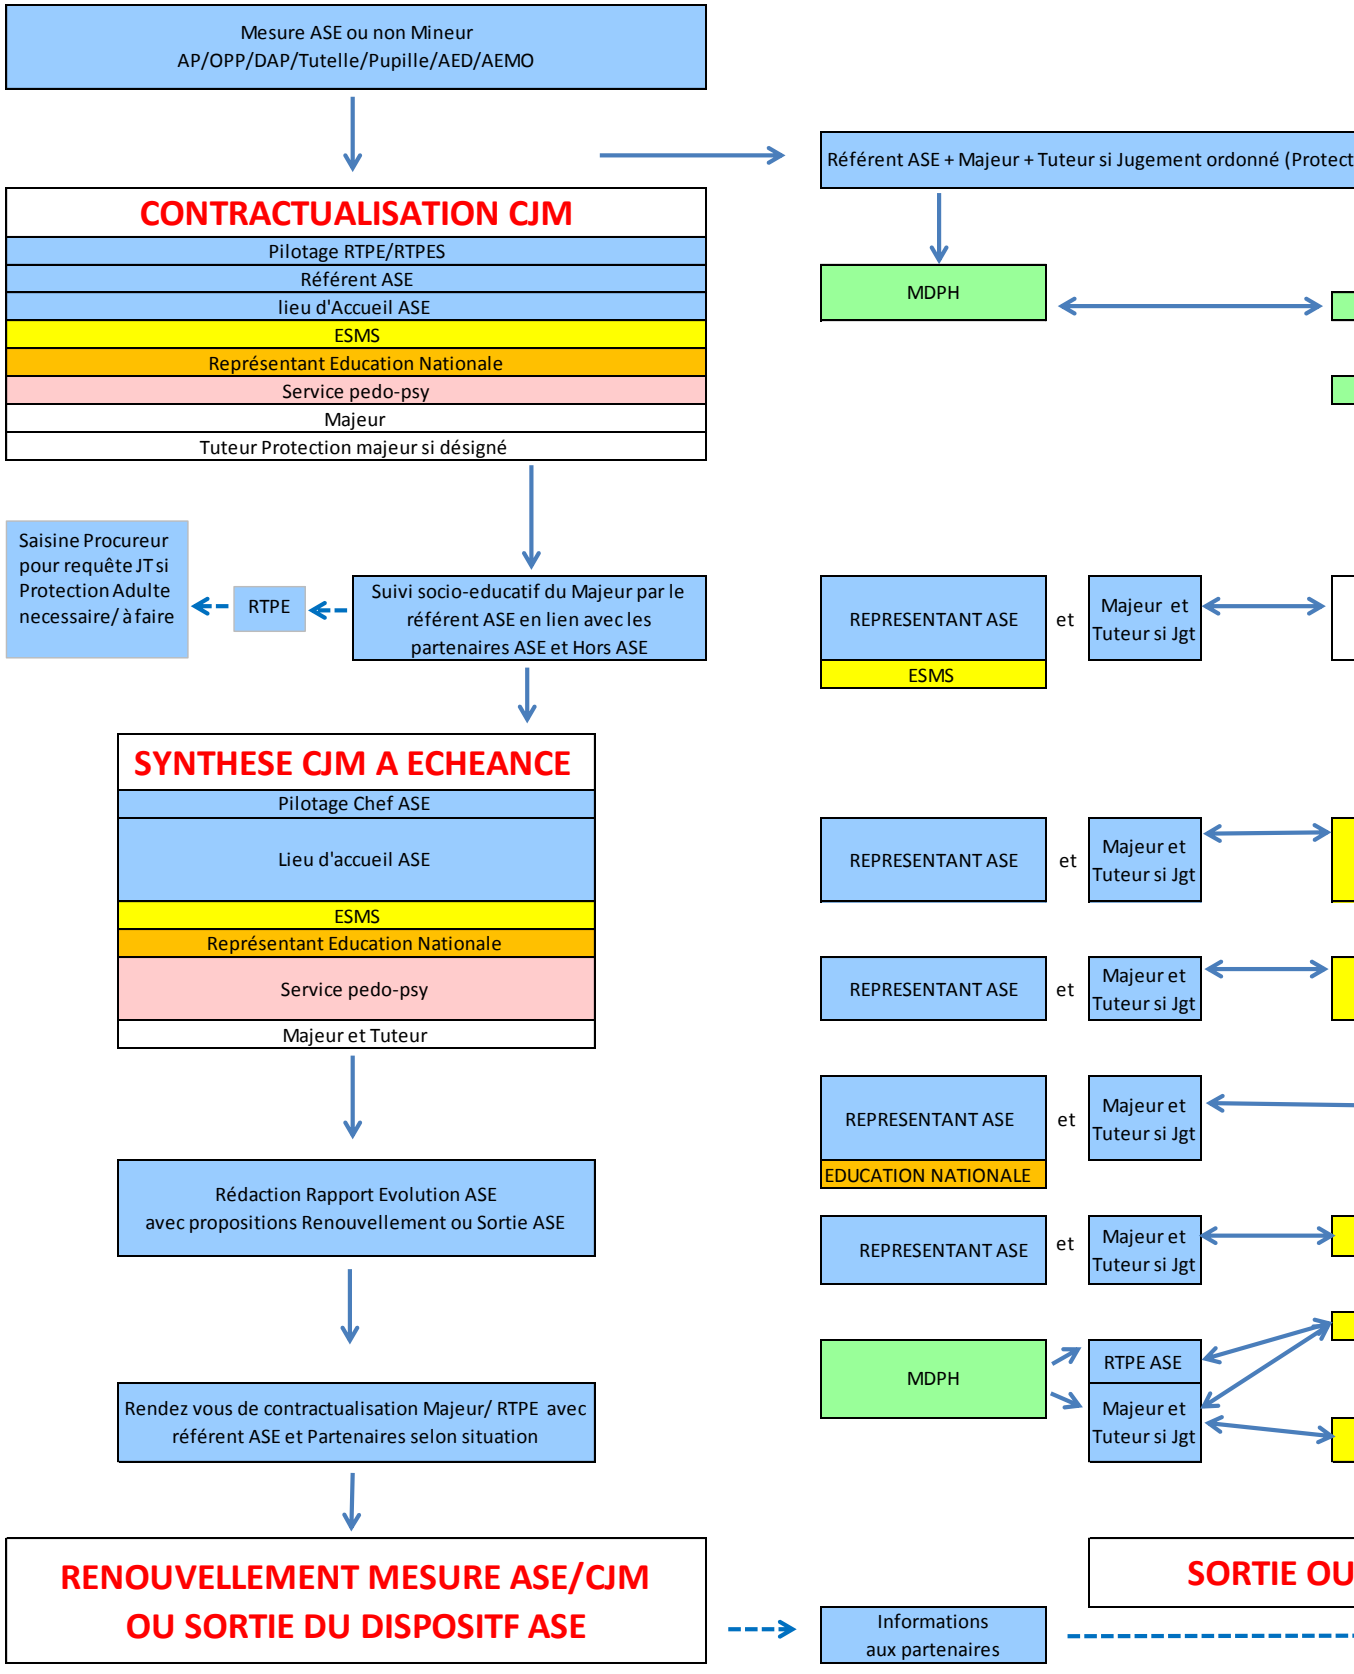 Mesure ASE ou non Mineur
AP/OPP/DAP/Tutelle/Pupille/AED/AEMO
Référent ASE + Majeur + Tuteur si Jugement ordonné (Protect
CONTRACTUALISATION CJM
Pilotage RTPE/RTPES
Référent ASE
lieu d'Accueil ASE
ESMS
Représentant Education Nationale
Service pedo-psy
Majeur
Tuteur Protection majeur si désigné
MDPH
Saisine Procureur
pour requête JT si
Protection Adulte
necessaire/ à faire
RTPE
Suivi socio-educatif du Majeur par le
référent ASE en lien avec les
partenaires ASE et Hors ASE
REPRESENTANT ASE
ESMS
et
Majeur et
Tuteur si Jgt
SYNTHESE CJM A ECHEANCE
Pilotage Chef ASE
Lieu d'accueil ASE
ESMS
Représentant Education Nationale
Service pedo-psy
Majeur et Tuteur
REPRESENTANT ASE
et
Majeur et
Tuteur si Jgt
REPRESENTANT ASE
et
Majeur et
Tuteur si Jgt
REPRESENTANT ASE
EDUCATION NATIONALE
et
Majeur et
Tuteur si Jgt
Rédaction Rapport Evolution ASE
avec propositions Renouvellement ou Sortie ASE
REPRESENTANT ASE
et
Majeur et
Tuteur si Jgt
MDPH
RTPE ASE
Majeur et
Tuteur si Jgt
Rendez vous de contractualisation Majeur/ RTPE avec
référent ASE et Partenaires selon situation
RENOUVELLEMENT MESURE ASE/CJM
OU SORTIE DU DISPOSITF ASE
SORTIE OU
Informations
aux partenaires